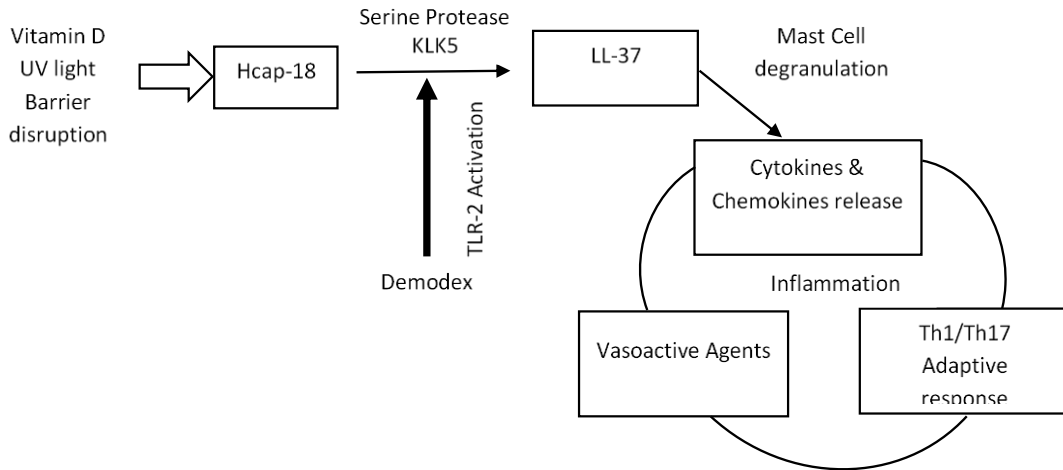 Vitamin D
UV light
Barrier
disruption
Hcap-18
Serine Protease
KLK5
TLR-2 Activation
Demodex
LL-37
Mast Cell
degranulation
Cytokines &
Chemokines release
Inflammation
Vasoactive Agents
Th1/Th17
Adaptive
response